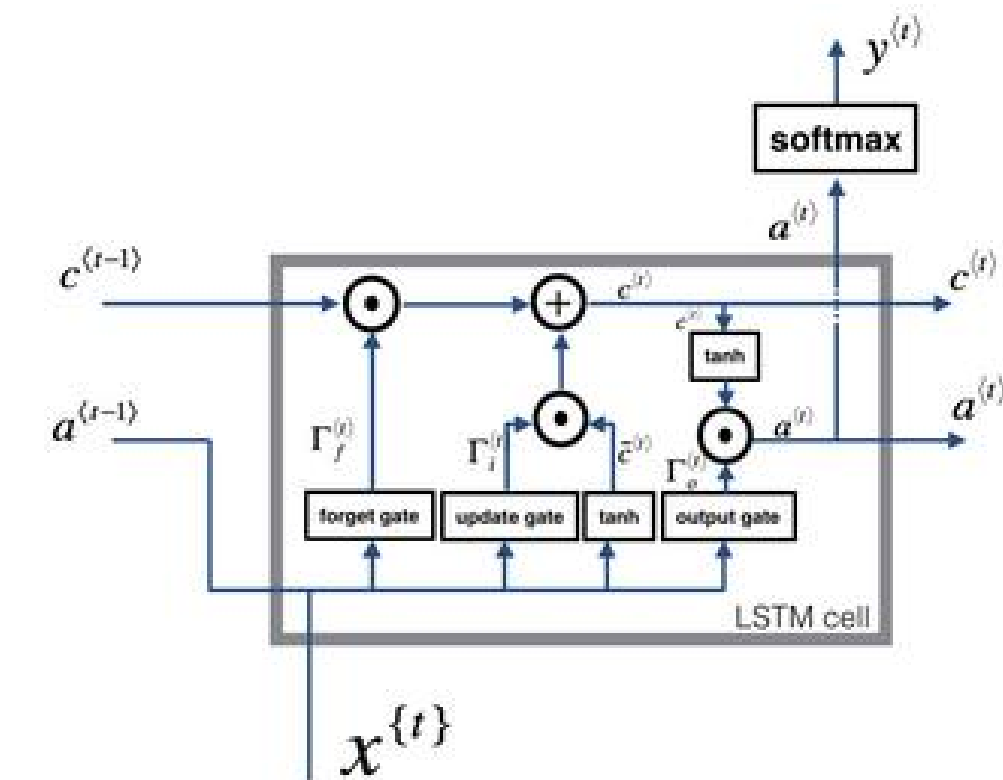 y⟨t⟩
softmax
a⟨t⟩
c⟨t−1⟩
c⟨t⟩
c⟨t⟩
c⟨t⟩
tanh
a⟨t−1⟩
a⟨t⟩
a⟨t⟩
Γf⟨t⟩
Γi⟨t⟩
c̃⟨t⟩
Γo⟨t⟩
forget gate
update gate
tanh
output gate
LSTM cell
x{t}